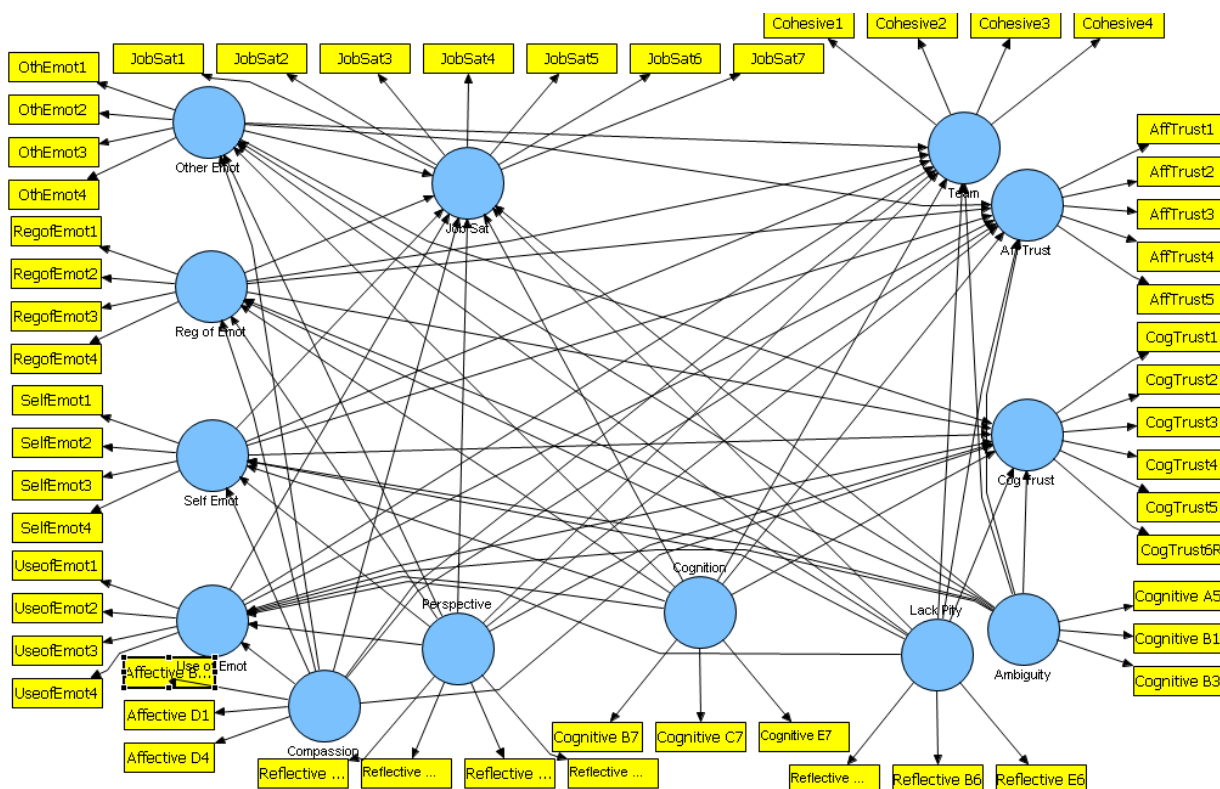 Cohesive1
Cohesive2
Cohesive3
Cohesive4
JobSat1
JobSat2
JobSat3
JobSat4
JobSat5
JobSat6
JobSat7
OthEmot1
OthEmot2
OthEmot3
OthEmot4
Other Emot
Job Sat
Team
Aff Trust
AffTrust1
AffTrust2
AffTrust3
AffTrust4
AffTrust5
RegofEmot1
RegofEmot2
RegofEmot3
RegofEmot4
Reg of Emot
CogTrust1
CogTrust2
CogTrust3
CogTrust4
CogTrust5
CogTrust6R
Cog Trust
SelfEmot1
SelfEmot2
SelfEmot3
SelfEmot4
Self Emot
UseofEmot1
UseofEmot2
UseofEmot3
UseofEmot4
Use of Emot
Perspective
Cognition
Lack Pity
Ambiguity
Cognitive A5
Cognitive B1
Cognitive B3
Affective B...
Affective D1
Affective D4
Compassion
Cognitive B7
Cognitive C7
Cognitive E7
Reflective ...
Reflective ...
Reflective ...
Reflective ...
Reflective ...
Reflective B6
Reflective E6